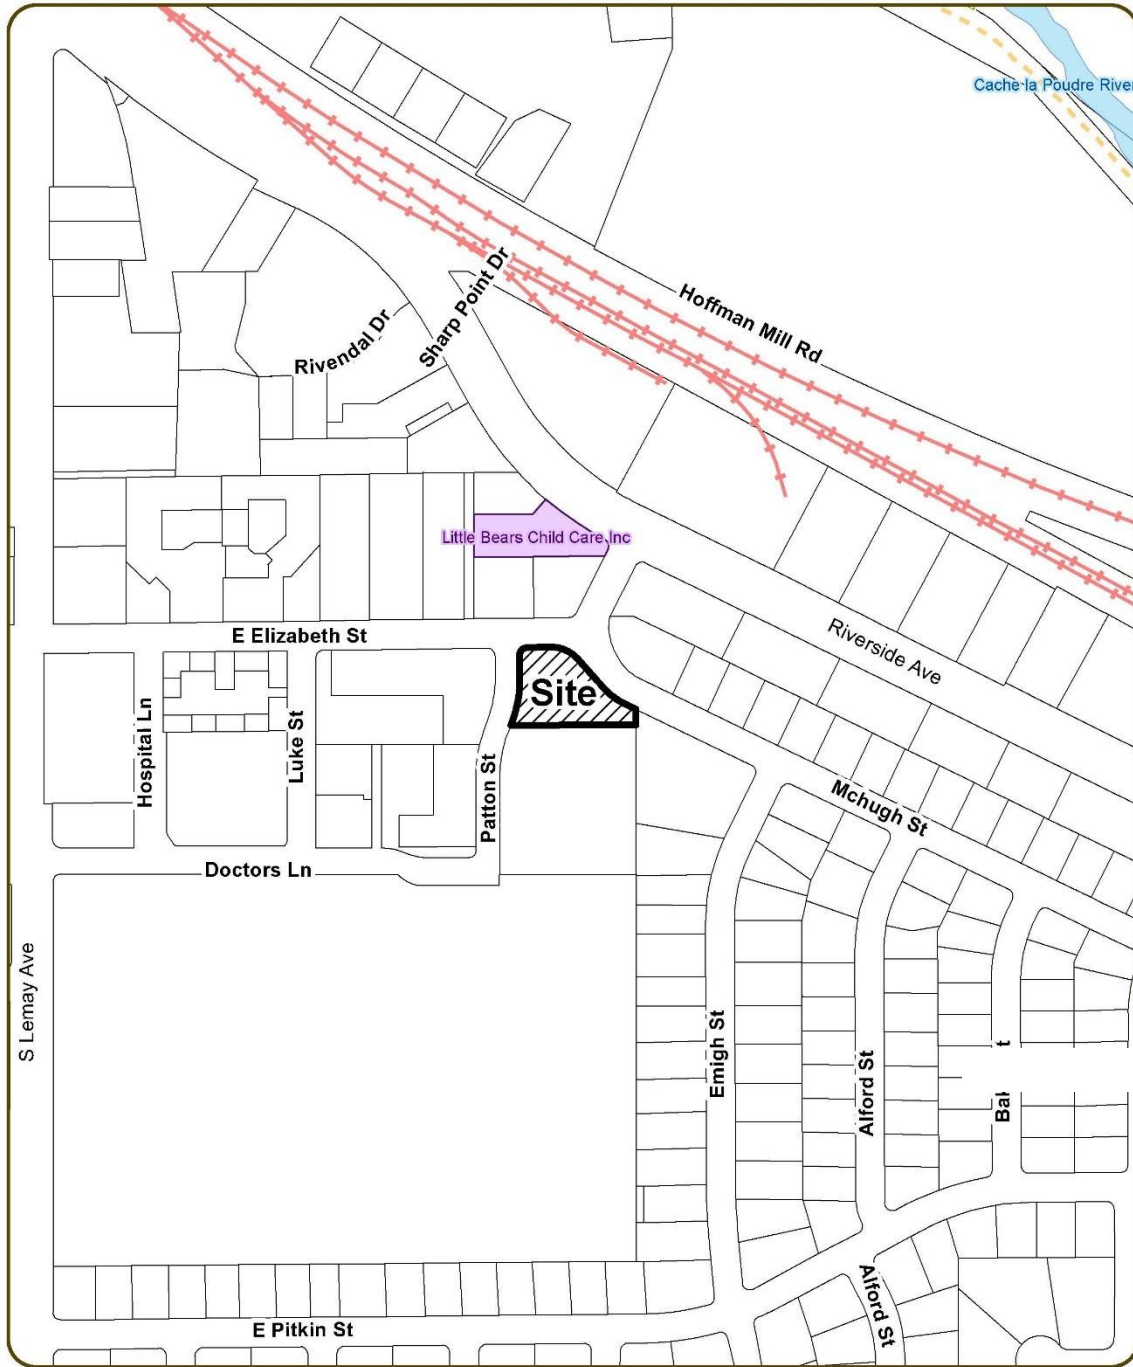 Cache la Poudre River
Hoffman Mill Rd
Sharp Point Dr
Rivendal Dr
Little Bears Child Care Inc
E Elizabeth St
Riverside Ave
Site
Hospital Ln
Luke St
Patton St
Mchugh St
Doctors Ln
S Lemay Ave
Emigh St
Alford St
Alford St
E Pitkin St